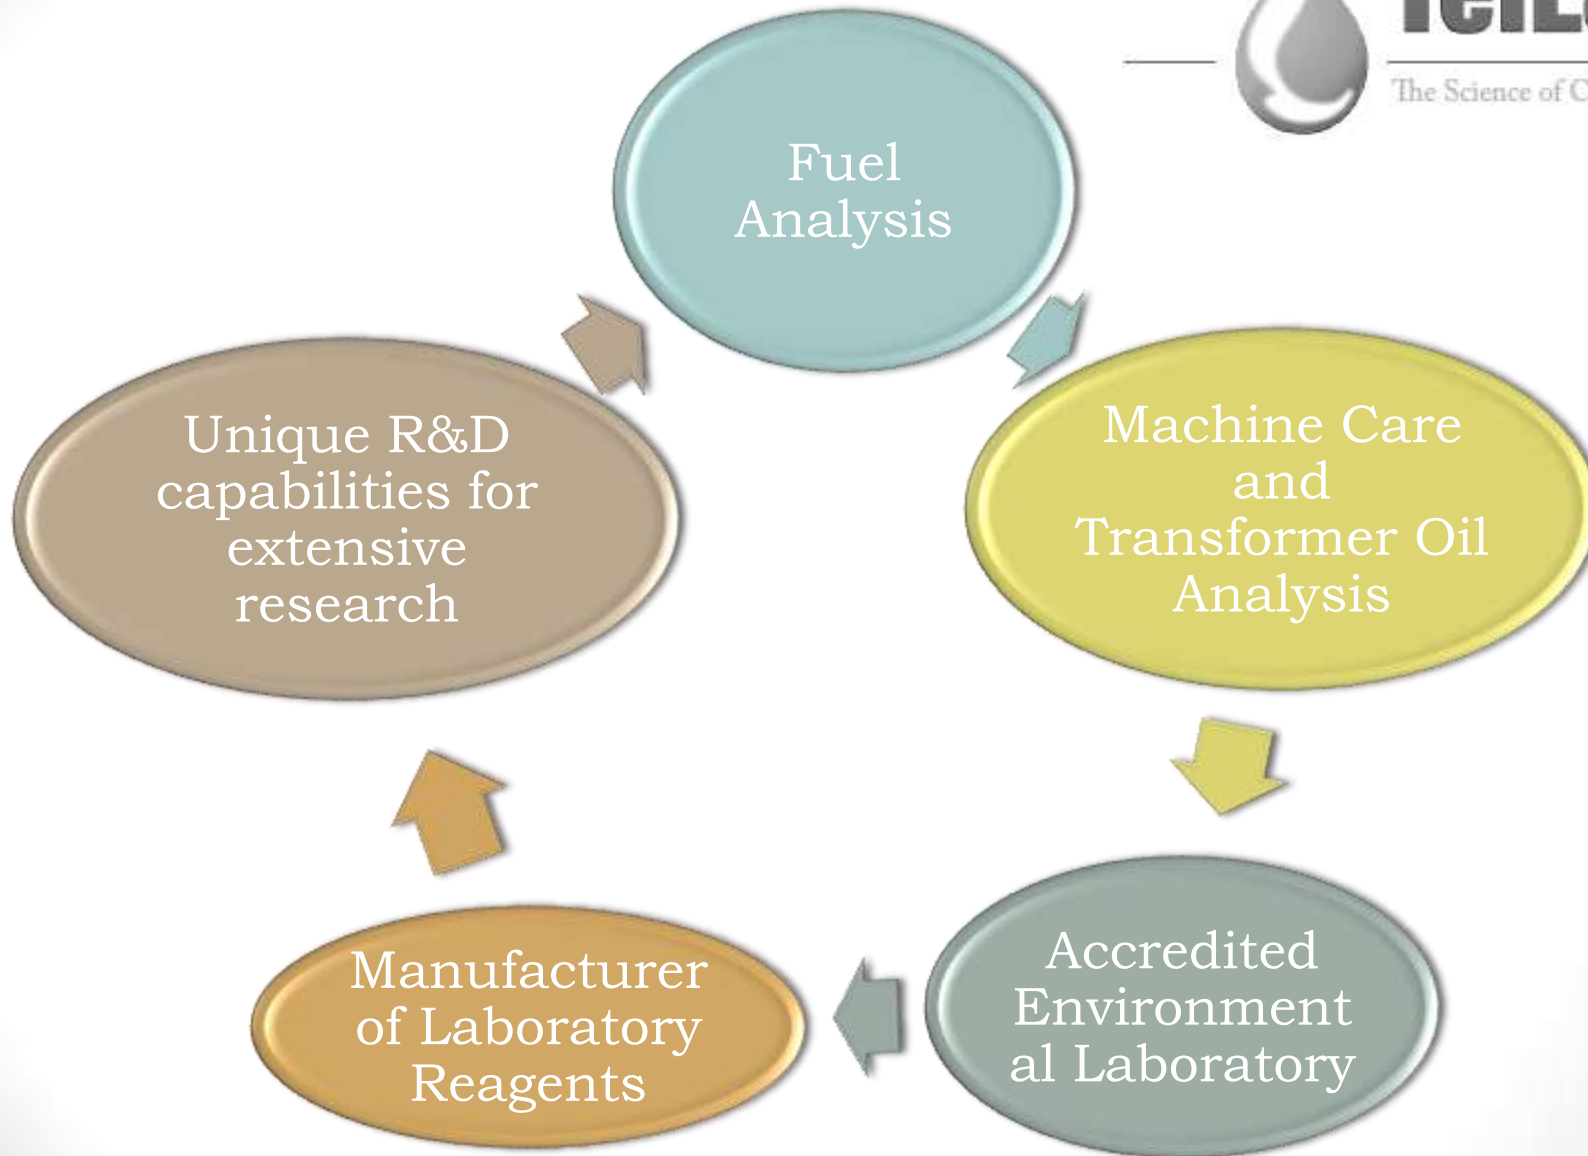 The Science of
Fuel
Analysis
Machine Care
and
Transformer Oil
Analysis
Accredited
Environment
al Laboratory
Manufacturer
of Laboratory
Reagents
Unique R&D
capabilities for
extensive
research